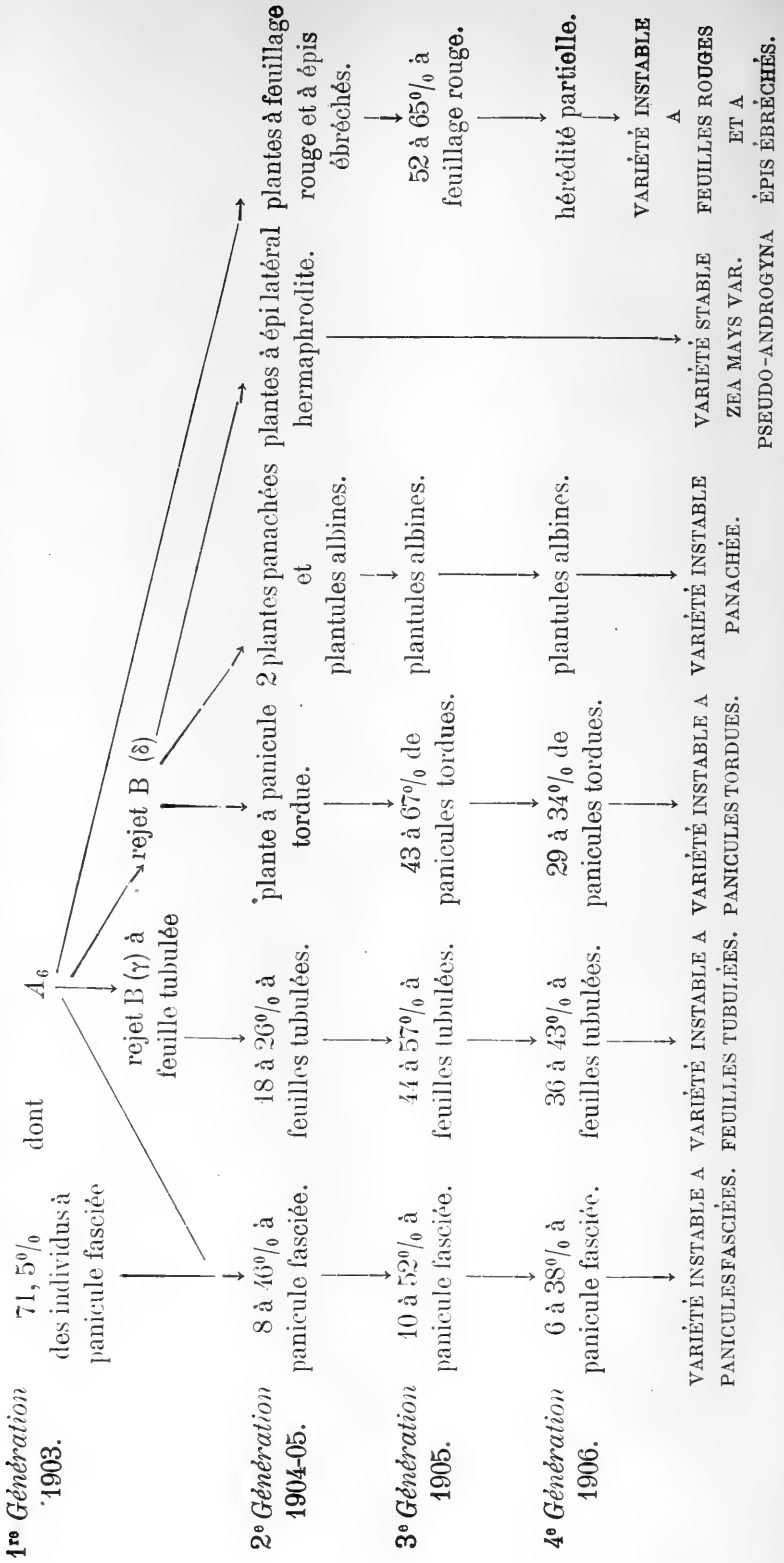 1re Génération
1903.
71, 5% dont A6
des individus à
panicule fasciée
rejet B (γ) à
feuille tubulée
rejet B (δ)
2e Génération
1904-05.
8 à 46% à
panicule fasciée.
18 à 26% à
feuilles tubulées.
plante à panicule
tordue.
2 plantes panachées
et
plantules albines.
plantes à épi latéral
hermaphrodite.
plantes à feuillage
rouge et à épis
ébréchés.
3e Génération
1905.
10 à 52% à
panicule fasciée.
44 à 57% à
feuilles tubulées.
43 à 67% de
panicules tordues.
plantules albines.
52 à 65% à
feuillage rouge.
4e Génération
1906.
6 à 38% à
panicule fasciée.
36 à 43% à
feuilles tubulées.
29 à 34% de
panicules tordues.
plantules albines.
hérédité partielle.
VARIÉTÉ INSTABLE A
PANICULES FASCIÉES.
VARIÉTÉ INSTABLE A
FEUILLES TUBULÉES.
VARIÉTÉ INSTABLE A
PANICULES TORDUES.
VARIÉTÉ INSTABLE
PANACHÉE.
VARIÉTÉ STABLE
ZEA MAYS VAR.
PSEUDO-ANDROGYNA
VARIÉTÉ INSTABLE
A
FEUILLES ROUGES
ET A
ÉPIS ÉBRÉCHÉS.